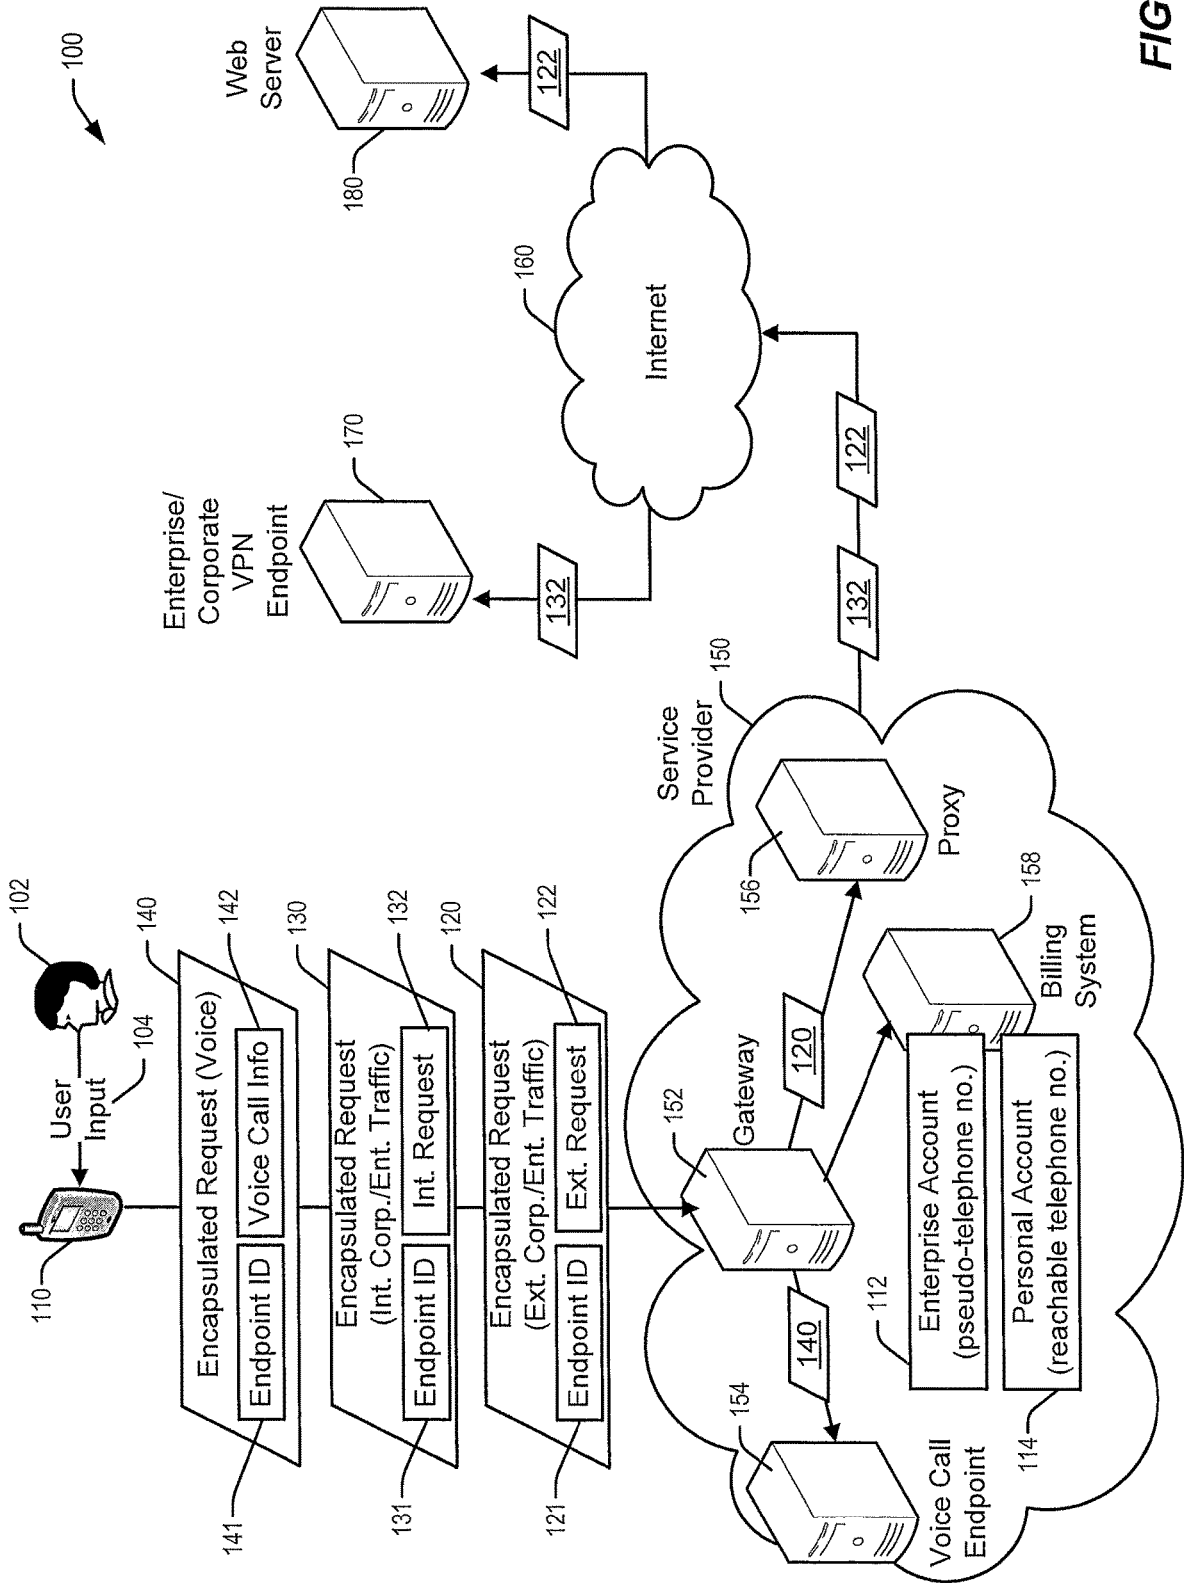 100
102
User
Input
104
110
Encapsulated Request (Voice)
140
Endpoint ID
Voice Call Info
141
142
Encapsulated Request
(Int. Corp./Ent. Traffic)
130
Endpoint ID
Int. Request
131
132
Encapsulated Request
(Ext. Corp./Ent. Traffic)
120
Endpoint ID
Ext. Request
121
122
Enterprise/
Corporate
VPN
Endpoint
170
Web
Server
180
132
122
160
Internet
132
122
Service
Provider
150
152
Gateway
156
Proxy
120
140
154
Voice Call
Endpoint
158
Billing
System
112
Enterprise Account
(pseudo-telephone no.)
114
Personal Account
(reachable telephone no.)
FIG